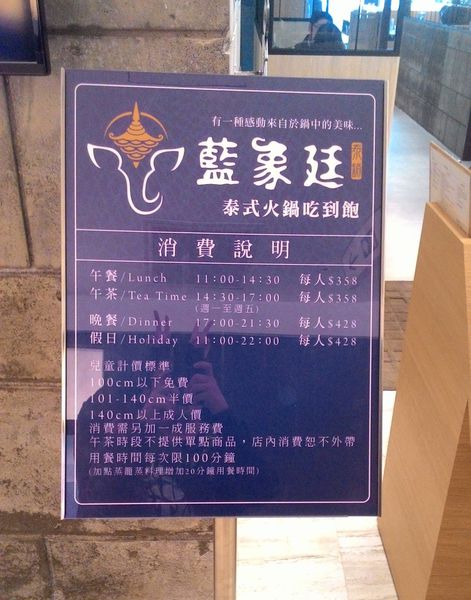 有一種感動來自於鍋中的美味...
藍象廷
泰鍋
泰式火鍋吃到飽
消費說明
午餐/Lunch 11:00-14:30 每人$358
午茶/Tea Time 14:30-17:00 每人$358
(週一至週五)
晚餐/Dinner 17:00-21:30 每人$428
假日/Holiday 11:00-22:00 每人$428
兒童計價標準
100cm以下免費
101-140cm半價
140cm以上成人價
消費需另加一成服務費
午茶時段不提供單點商品，店內消費恕不外帶
用餐時間每次限100分鐘
(加點蒸籠蒸料理增加20分鐘用餐時間)